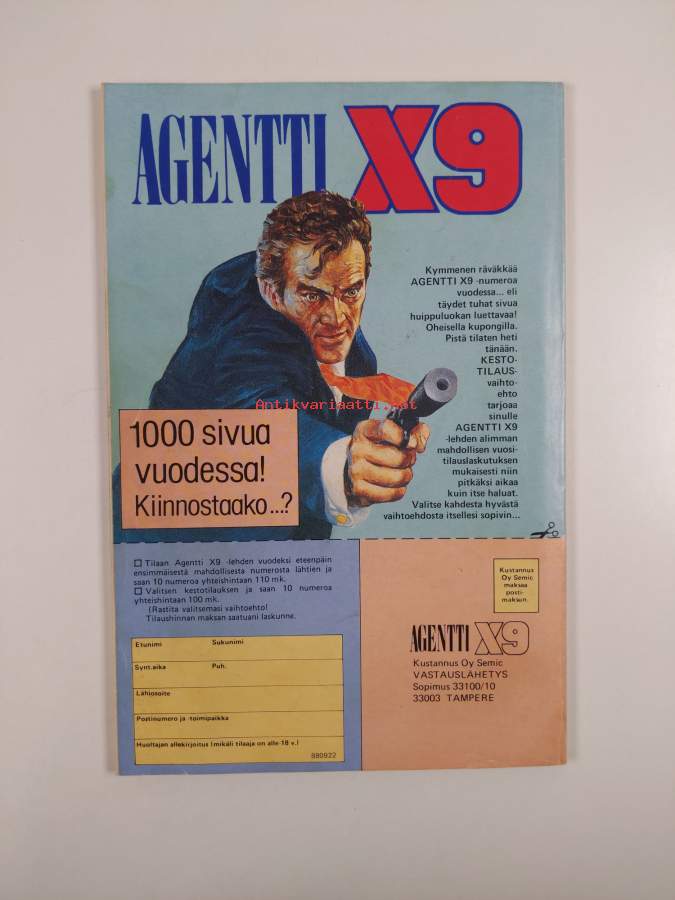 AGENTTI X9
Kymmenen räväkkää
AGENTTI X9 -numeroa
vuodessa... eli
täydet tuhat sivua
huippuluokan luettavaa!
Oheisella kupongilla.
Pistä tilaten heti
tänään.
KESTO-
TILAUS-
vaihto-
ehto
tarjoaa
sinulle
AGENTTI X9
-lehden alimman
mahdollisen vuosi-
tilauslaskutuksen
mukaisesti niin
pitkäksi aikaa
kuin itse haluat.
Valitse kahdesta hyvästä
vaihtoehdosta itsellesi sopivin...
Antikvariaatti.net
1000 sivua
vuodessa!
Kiinnostaako...?
Tilaan Agentti X9 -lehden vuodeksi eteenpäin
ensimmäisestä mahdollisesta numerosta lähtien ja
saan 10 numeroa yhteishintaan 110 mk.
Valitsen kestotilauksen ja saan 10 numeroa
yhteishintaan 100 mk.
(Rastita valitsemasi vaihtoehto!
Tilaushinnan maksan saatuani laskunne.
Etunimi Sukunimi
Synt.aika Puh.
Lähiosoite
Postinumero ja -toimipaikka
Huoltajan allekirjoitus (mikäli tilaaja on alle 18 v.)
880922
Kustannus
Oy Semic
maksaa
posti-
maksun.
AGENTTI X9
Kustannus Oy Semic
VASTAUSLÄHETYS
Sopimus 33100/10
33003 TAMPERE